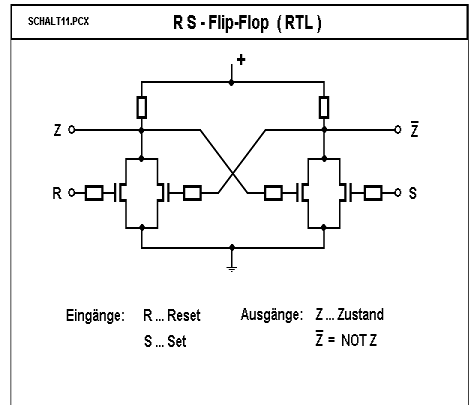 SCHALT11.PCX
R S - Flip-Flop ( RTL )
+
Z
Z̅
R
S
Eingänge: R ... Reset
S ... Set
Ausgänge: Z ... Zustand
Z̅ = NOT Z